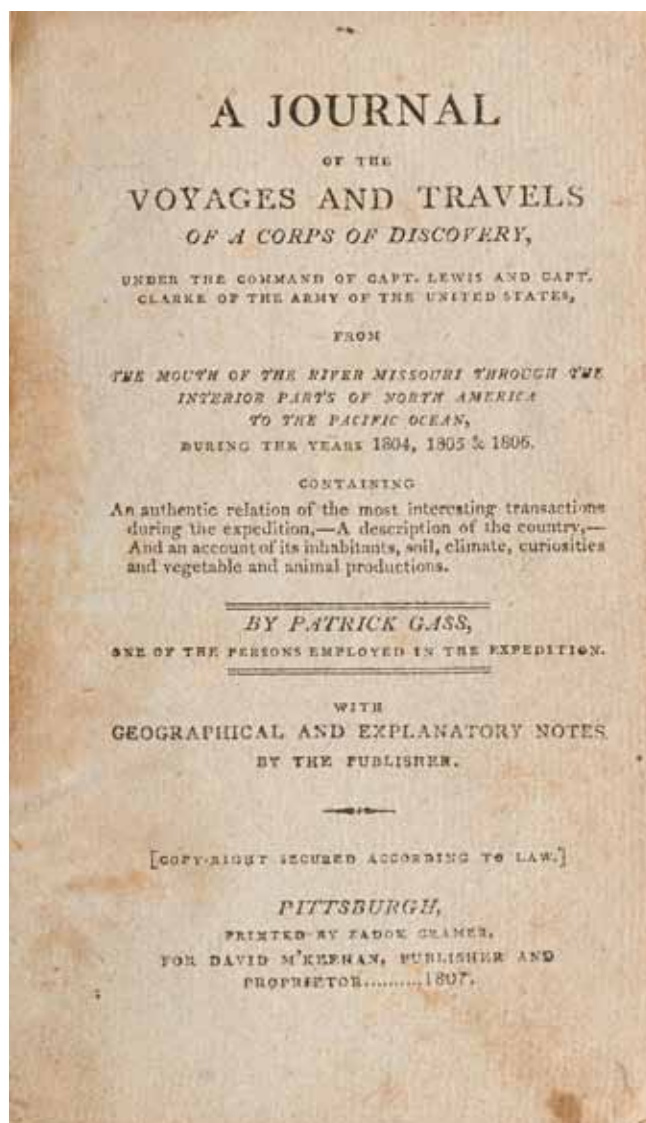 A JOURNAL
OF THE
VOYAGES AND TRAVELS
OF A CORPS OF DISCOVERY,
UNDER THE COMMAND OF CAPT. LEWIS AND CAPT.
CLARKE OF THE ARMY OF THE UNITED STATES,
FROM
THE MOUTH OF THE RIVER MISSOURI THROUGH THE
INTERIOR PARTS OF NORTH AMERICA
TO THE PACIFIC OCEAN,
DURING THE YEARS 1804, 1805 & 1806.
CONTAINING
An authentic relation of the most interesting transactions
during the expedition,—A description of the country,—
And an account of its inhabitants, soil, climate, curiosities
and vegetable and animal productions.
BY PATRICK GASS,
ONE OF THE PERSONS EMPLOYED IN THE EXPEDITION.
WITH
GEOGRAPHICAL AND EXPLANATORY NOTES
BY THE PUBLISHER.
[COPY-RIGHT SECURED ACCORDING TO LAW.]
PITTSBURGH,
PRINTED BY ZADOK CRAMER,
FOR DAVID M'KEEHAN, PUBLISHER AND
PROPRIETOR..........1807.